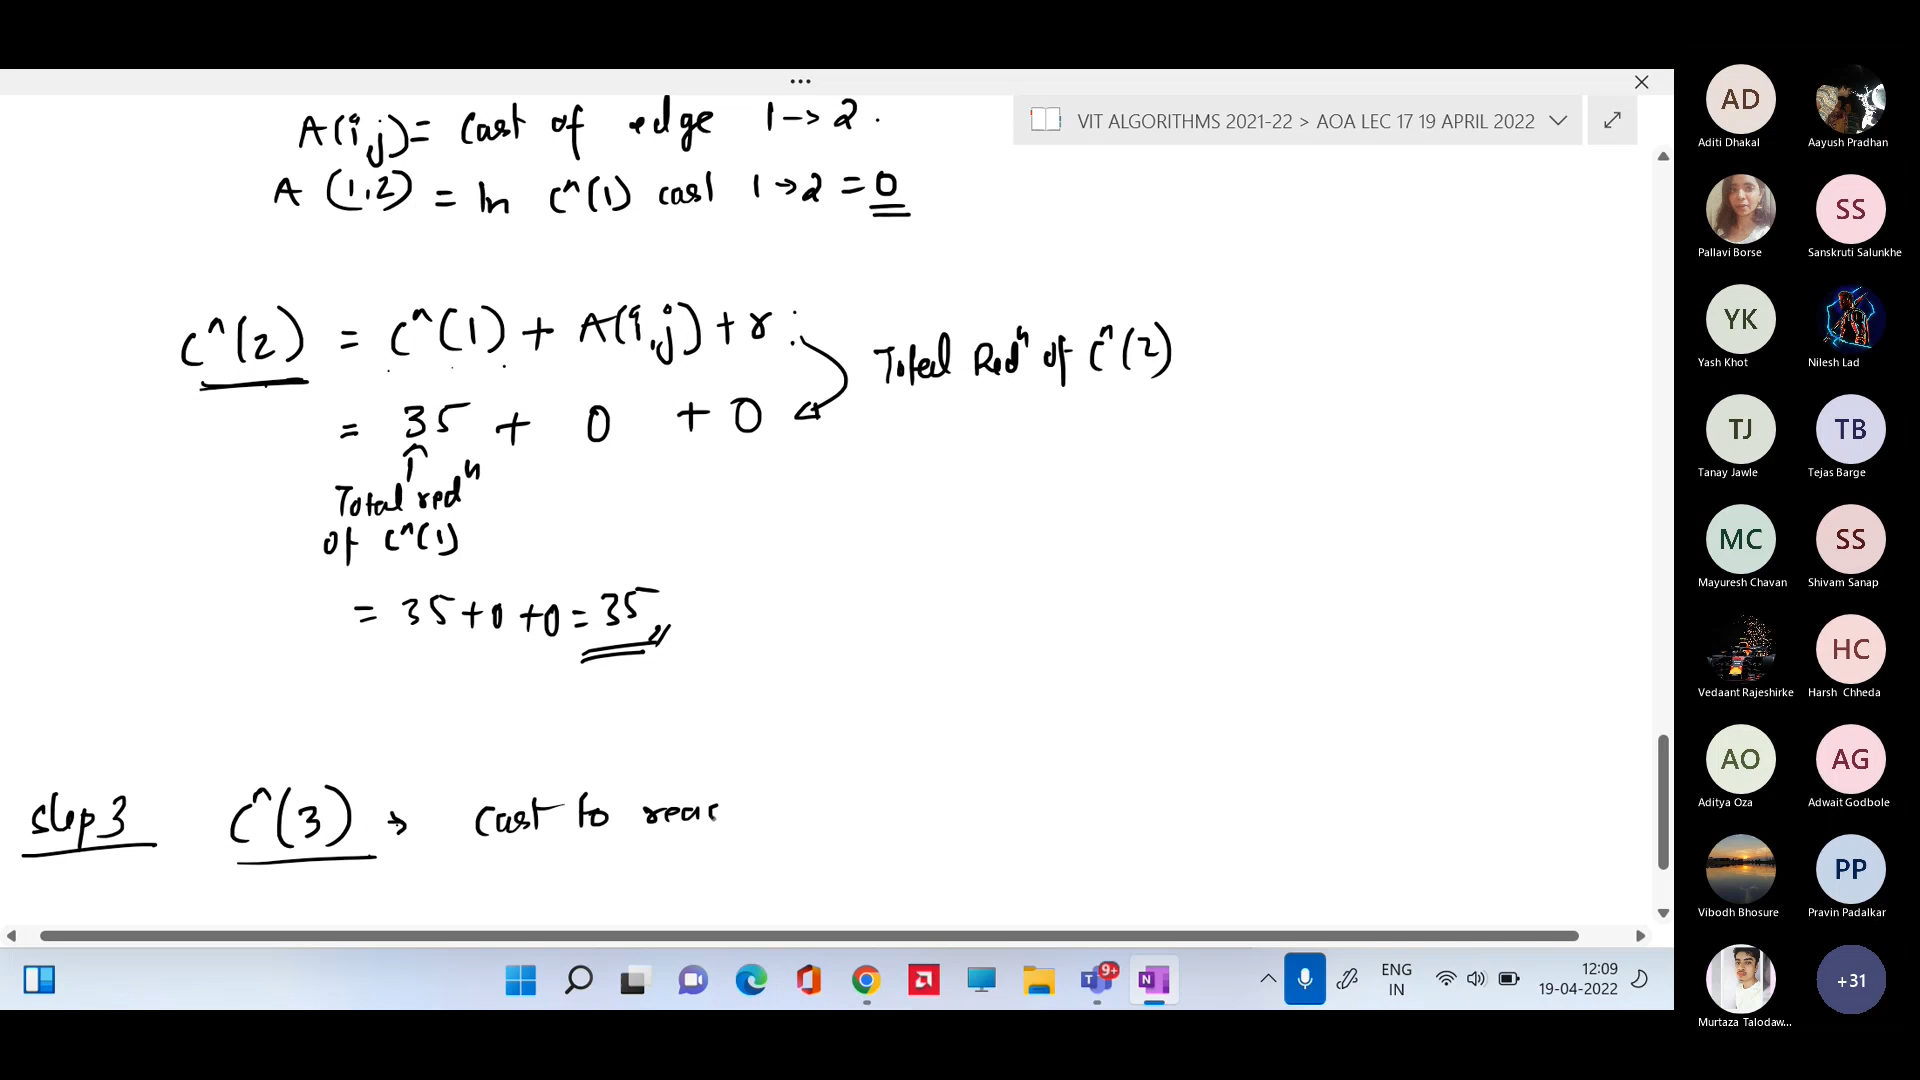 VIT ALGORITHMS 2021-22 > AOA LEC 17 19 APRIL 2022
A(i,j) = Cost of edge 1 -> 2 .
A (1,2) = In C^(1) cost 1 -> 2 = 0
C^(2) = C^(1) + A(i,j) + r
Total Redⁿ of C^(2)
= 35 + 0 + 0
Total redⁿ
of C^(1)
= 35 + 0 + 0 = 35
Step 3 C^(3) -> Cost to reac
AD
Aditi Dhakal
Aayush Pradhan
Pallavi Borse
SS
Sanskruti Salunkhe
YK
Yash Khot
Nilesh Lad
TJ
Tanay Jawle
TB
Tejas Barge
MC
Mayuresh Chavan
SS
Shivam Sanap
Vedaant Rajeshirke
HC
Harsh Chheda
AO
Aditya Oza
AG
Adwait Godbole
Vibodh Bhosure
PP
Pravin Padalkar
Murtaza Talodaw...
+31
9+
N
ENG
IN
12:09
19-04-2022